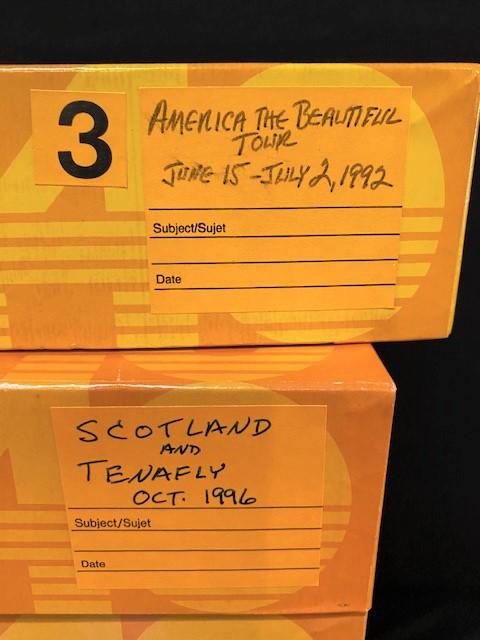 3
AMERICA THE BEAUTIFUL
TOUR
JUNE 15 - JULY 2, 1992
Subject/Sujet
Date
SCOTLAND
AND
TENAFLY
OCT. 1996
Subject/Sujet
Date